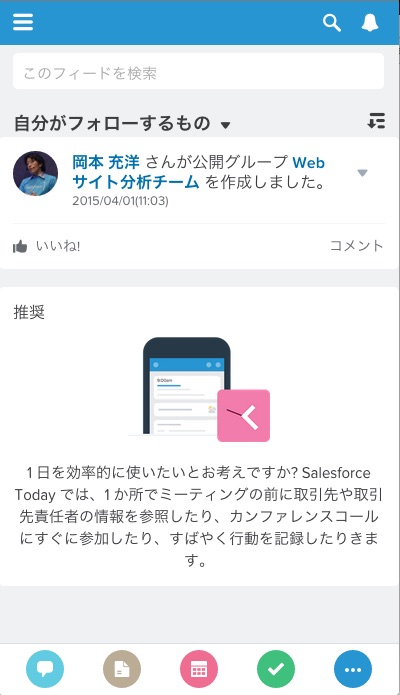 このフィードを検索
自分がフォローするもの
岡本 充洋 さんが公開グループ Web
サイト分析チーム を作成しました。
2015/04/01(11:03)
いいね!
コメント
推奨
9:00am
1 日を効率的に使いたいとお考えですか? Salesforce
Today では、1 か所でミーティングの前に取引先や取引
先責任者の情報を参照したり、カンファレンスコール
にすぐに参加したり、すばやく行動を記録したりきま
す。